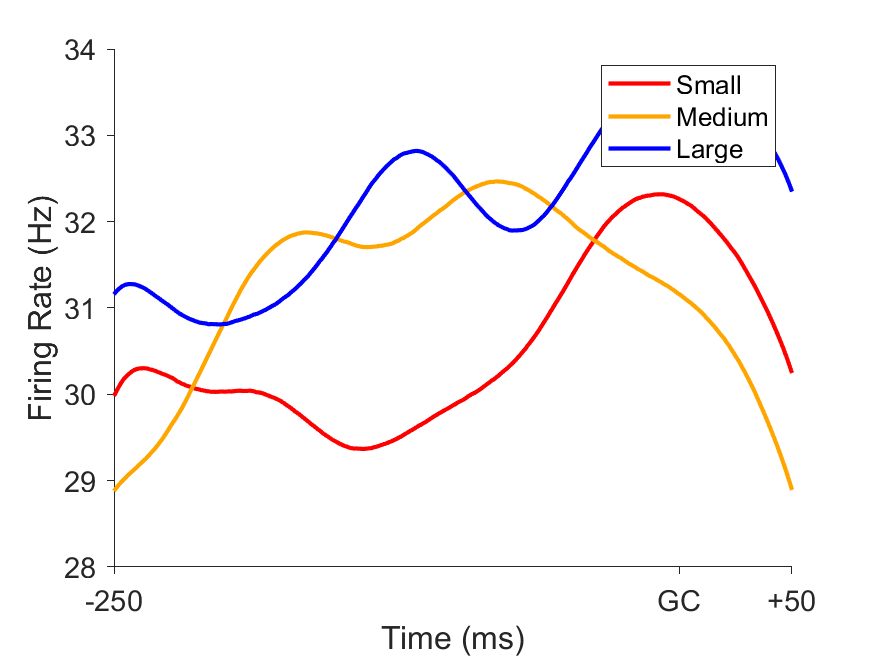 34
33
32
31
30
29
28
Firing Rate (Hz)
Small
Medium
Large
-250
GC
+50
Time (ms)